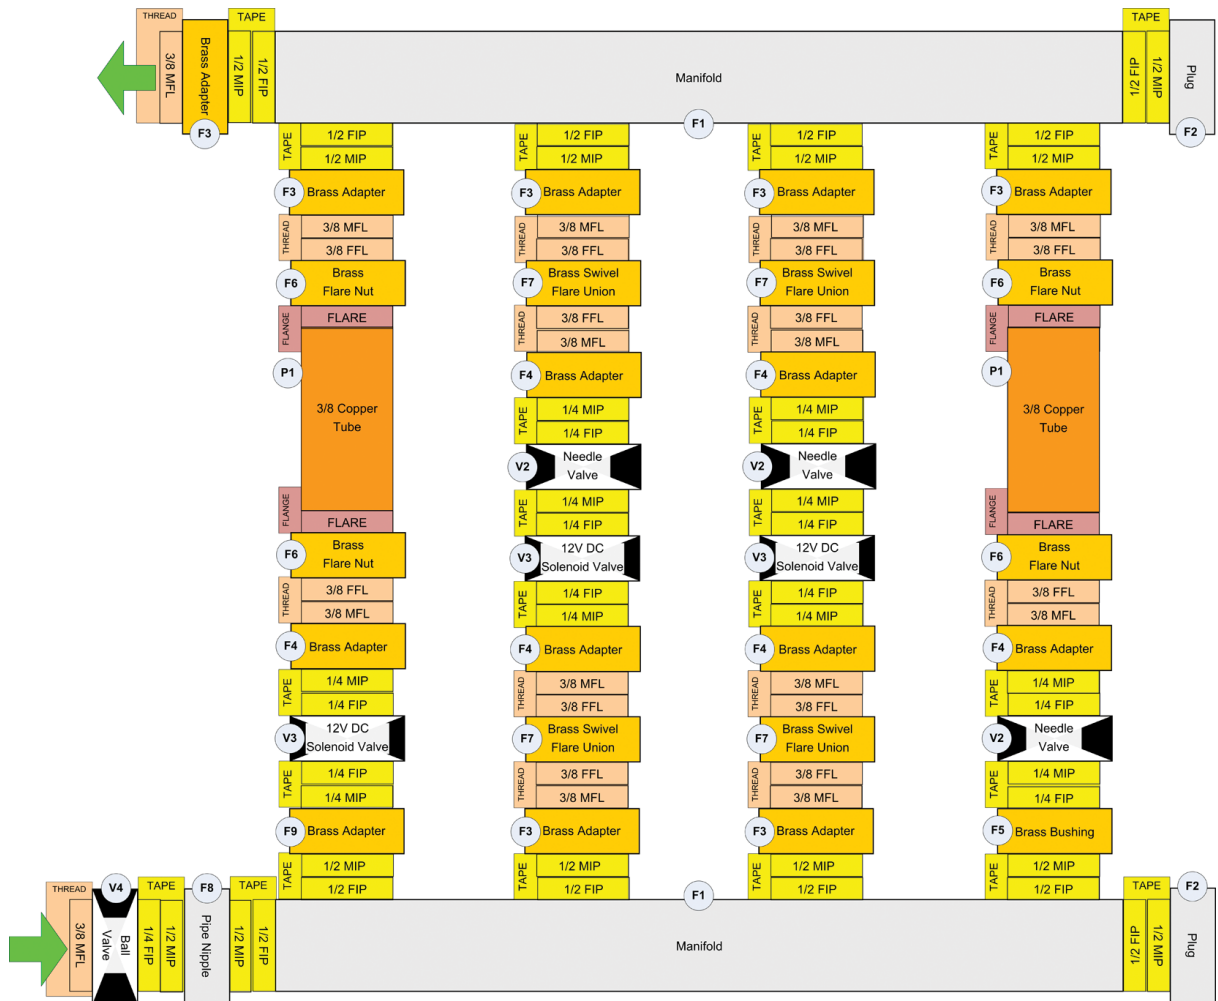 THREAD
3/8 MFL
Brass Adapter
F3
TAPE
1/2 MIP
1/2 FIP
Manifold
F1
TAPE
1/2 FIP
1/2 MIP
Plug
F2
TAPE
1/2 FIP
1/2 MIP
F3
Brass Adapter
THREAD
3/8 MFL
3/8 FFL
F6
Brass
Flare Nut
FLANGE
FLARE
P1
3/8 Copper
Tube
FLANGE
FLARE
F6
Brass
Flare Nut
THREAD
3/8 FFL
3/8 MFL
F4
Brass Adapter
TAPE
1/4 MIP
1/4 FIP
V3
12V DC
Solenoid Valve
TAPE
1/4 FIP
1/4 MIP
F9
Brass Adapter
TAPE
1/2 MIP
1/2 FIP
TAPE
1/2 FIP
1/2 MIP
F3
Brass Adapter
THREAD
3/8 MFL
3/8 FFL
F7
Brass Swivel
Flare Union
THREAD
3/8 FFL
3/8 MFL
F4
Brass Adapter
TAPE
1/4 MIP
1/4 FIP
V2
Needle
Valve
TAPE
1/4 MIP
1/4 FIP
V3
12V DC
Solenoid Valve
TAPE
1/4 FIP
1/4 MIP
F4
Brass Adapter
THREAD
3/8 MFL
3/8 FFL
F7
Brass Swivel
Flare Union
THREAD
3/8 FFL
3/8 MFL
F3
Brass Adapter
TAPE
1/2 MIP
1/2 FIP
TAPE
1/2 FIP
1/2 MIP
F3
Brass Adapter
THREAD
3/8 MFL
3/8 FFL
F7
Brass Swivel
Flare Union
THREAD
3/8 FFL
3/8 MFL
F4
Brass Adapter
TAPE
1/4 MIP
1/4 FIP
V2
Needle
Valve
TAPE
1/4 MIP
1/4 FIP
V3
12V DC
Solenoid Valve
TAPE
1/4 FIP
1/4 MIP
F4
Brass Adapter
THREAD
3/8 MFL
3/8 FFL
F7
Brass Swivel
Flare Union
THREAD
3/8 FFL
3/8 MFL
F3
Brass Adapter
TAPE
1/2 MIP
1/2 FIP
TAPE
1/2 FIP
1/2 MIP
F3
Brass Adapter
THREAD
3/8 MFL
3/8 FFL
F6
Brass
Flare Nut
FLANGE
FLARE
P1
3/8 Copper
Tube
FLANGE
FLARE
F6
Brass
Flare Nut
THREAD
3/8 FFL
3/8 MFL
F4
Brass Adapter
TAPE
1/4 MIP
1/4 FIP
V2
Needle
Valve
TAPE
1/4 MIP
1/4 FIP
F5
Brass Bushing
TAPE
1/2 MIP
1/2 FIP
THREAD
3/8 MFL
V4
Ball
Valve
TAPE
1/4 FIP
1/2 MIP
F8
Pipe Nipple
TAPE
1/2 MIP
1/2 FIP
F1
Manifold
TAPE
1/2 FIP
1/2 MIP
F2
Plug